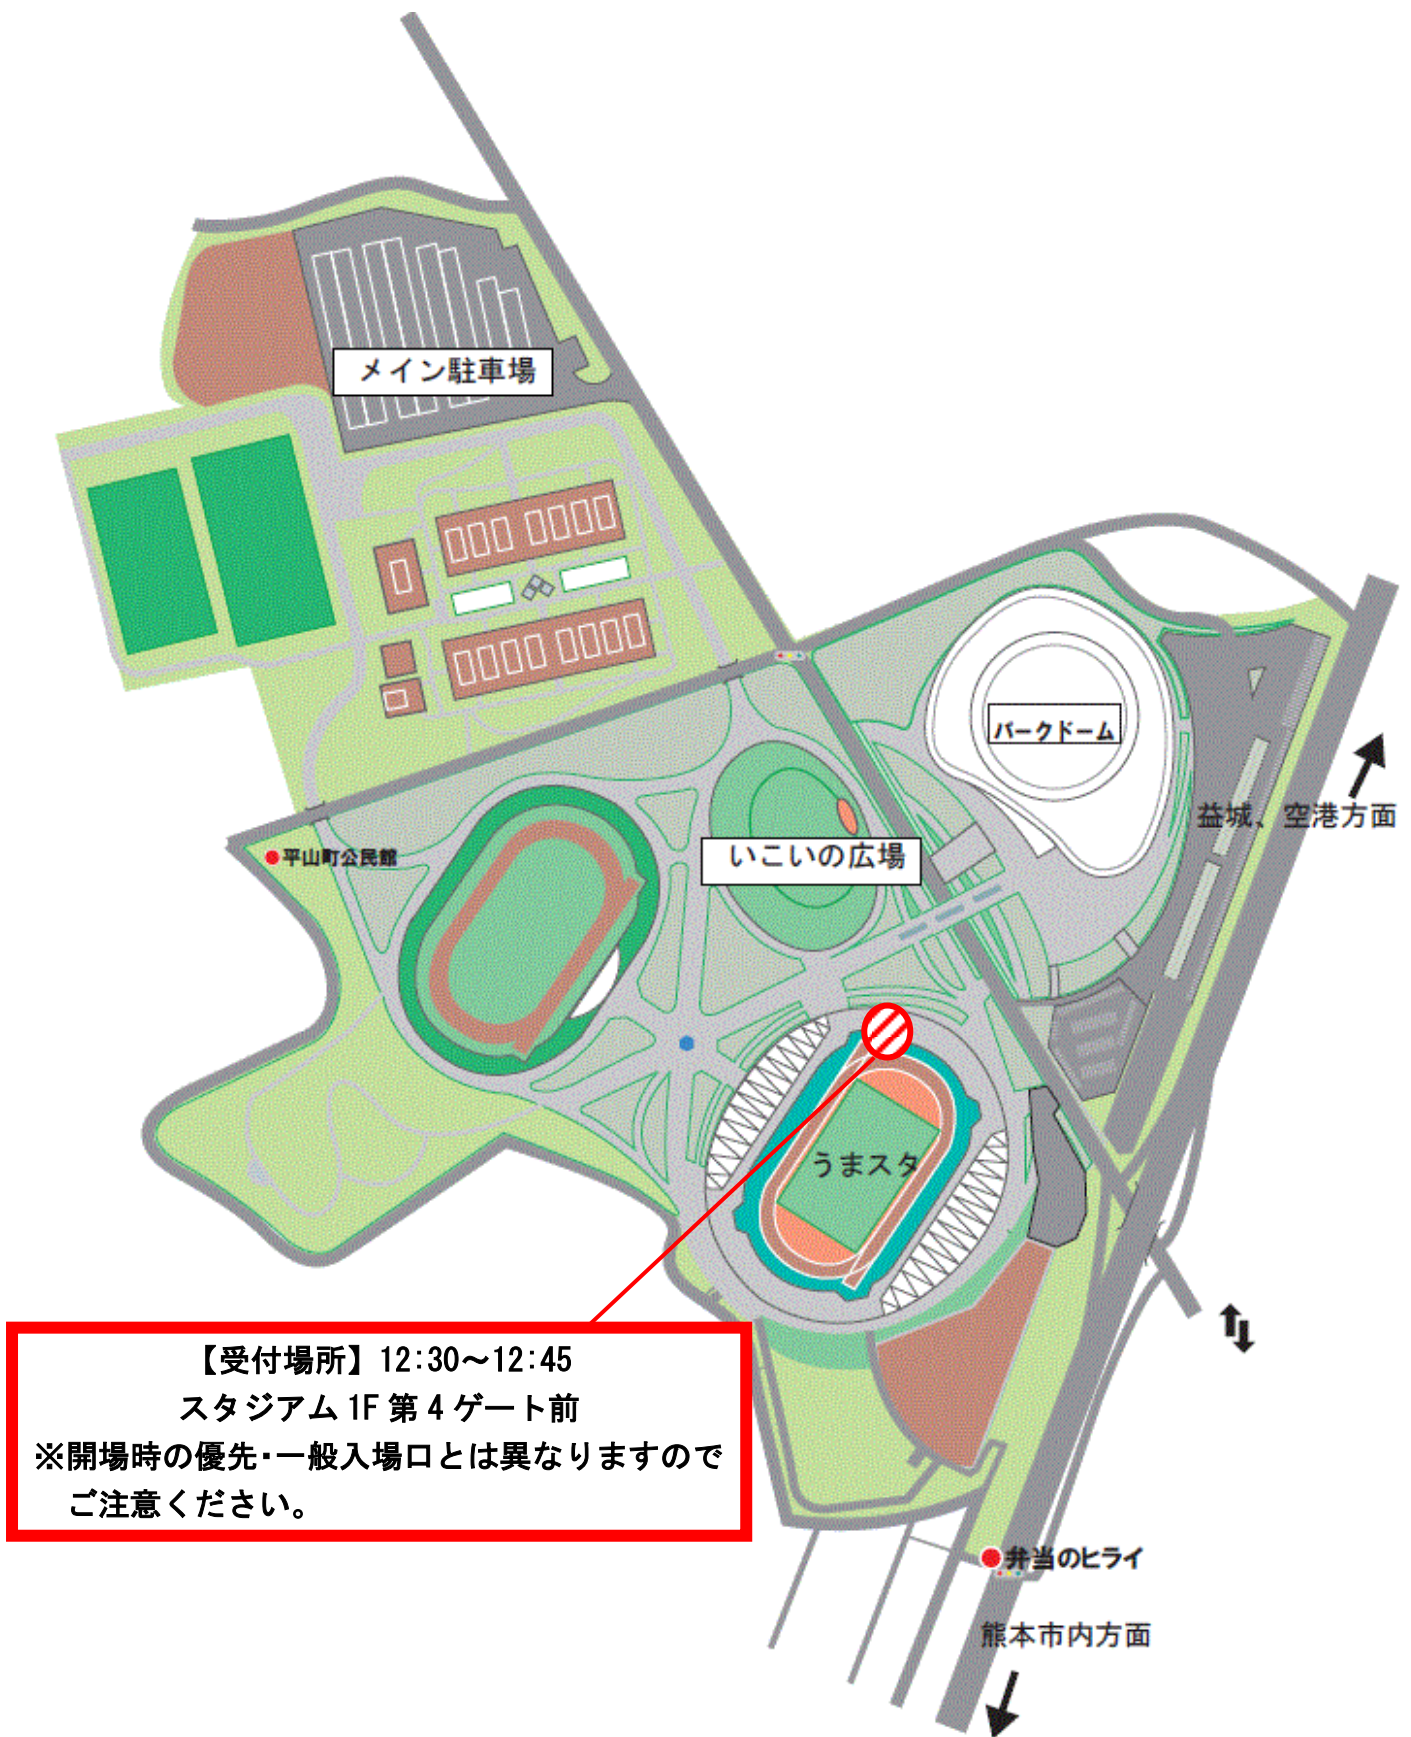 メイン駐車場
パークドーム
益城、空港方面
いこいの広場
平山町公民館
うまスタ
【受付場所】12:30～12:45
スタジアム 1F 第 4 ゲート前
※開場時の優先・一般入場口とは異なりますので
ご注意ください。
弁当のヒライ
熊本市内方面